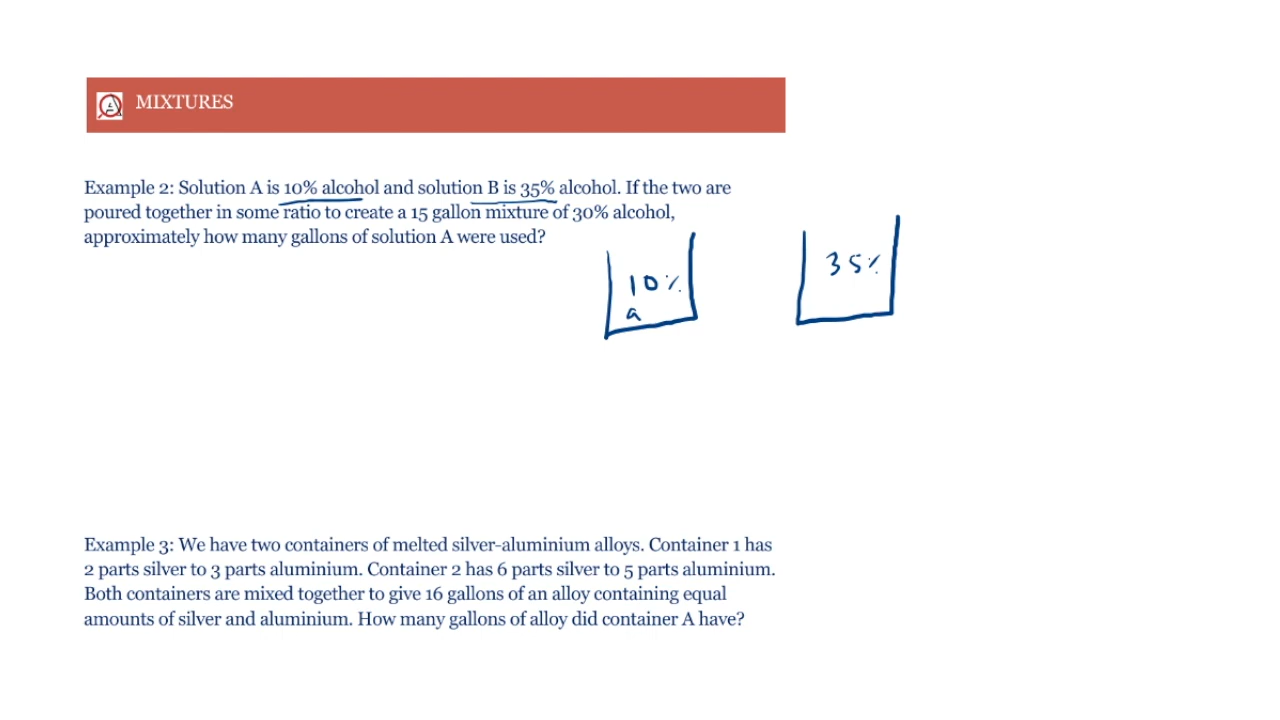 A MIXTURES
Example 2: Solution A is 10% alcohol and solution B is 35% alcohol. If the two are
poured together in some ratio to create a 15 gallon mixture of 30% alcohol,
approximately how many gallons of solution A were used?
10%
a
35%
Example 3: We have two containers of melted silver-aluminium alloys. Container 1 has
2 parts silver to 3 parts aluminium. Container 2 has 6 parts silver to 5 parts aluminium.
Both containers are mixed together to give 16 gallons of an alloy containing equal
amounts of silver and aluminium. How many gallons of alloy did container A have?